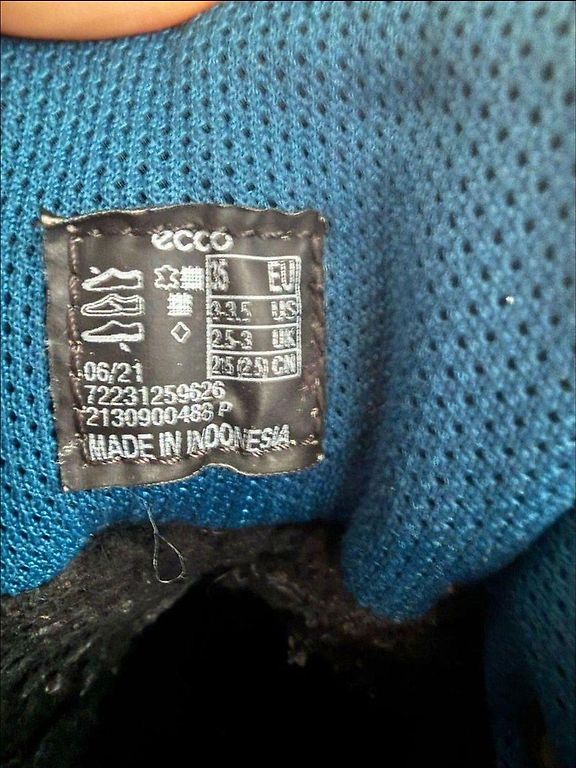 ecco
35 EU
3-3.5 US
2.5-3 UK
215 (2.5) CN
06/21
72231259626
2130900488 P
MADE IN INDONESIA